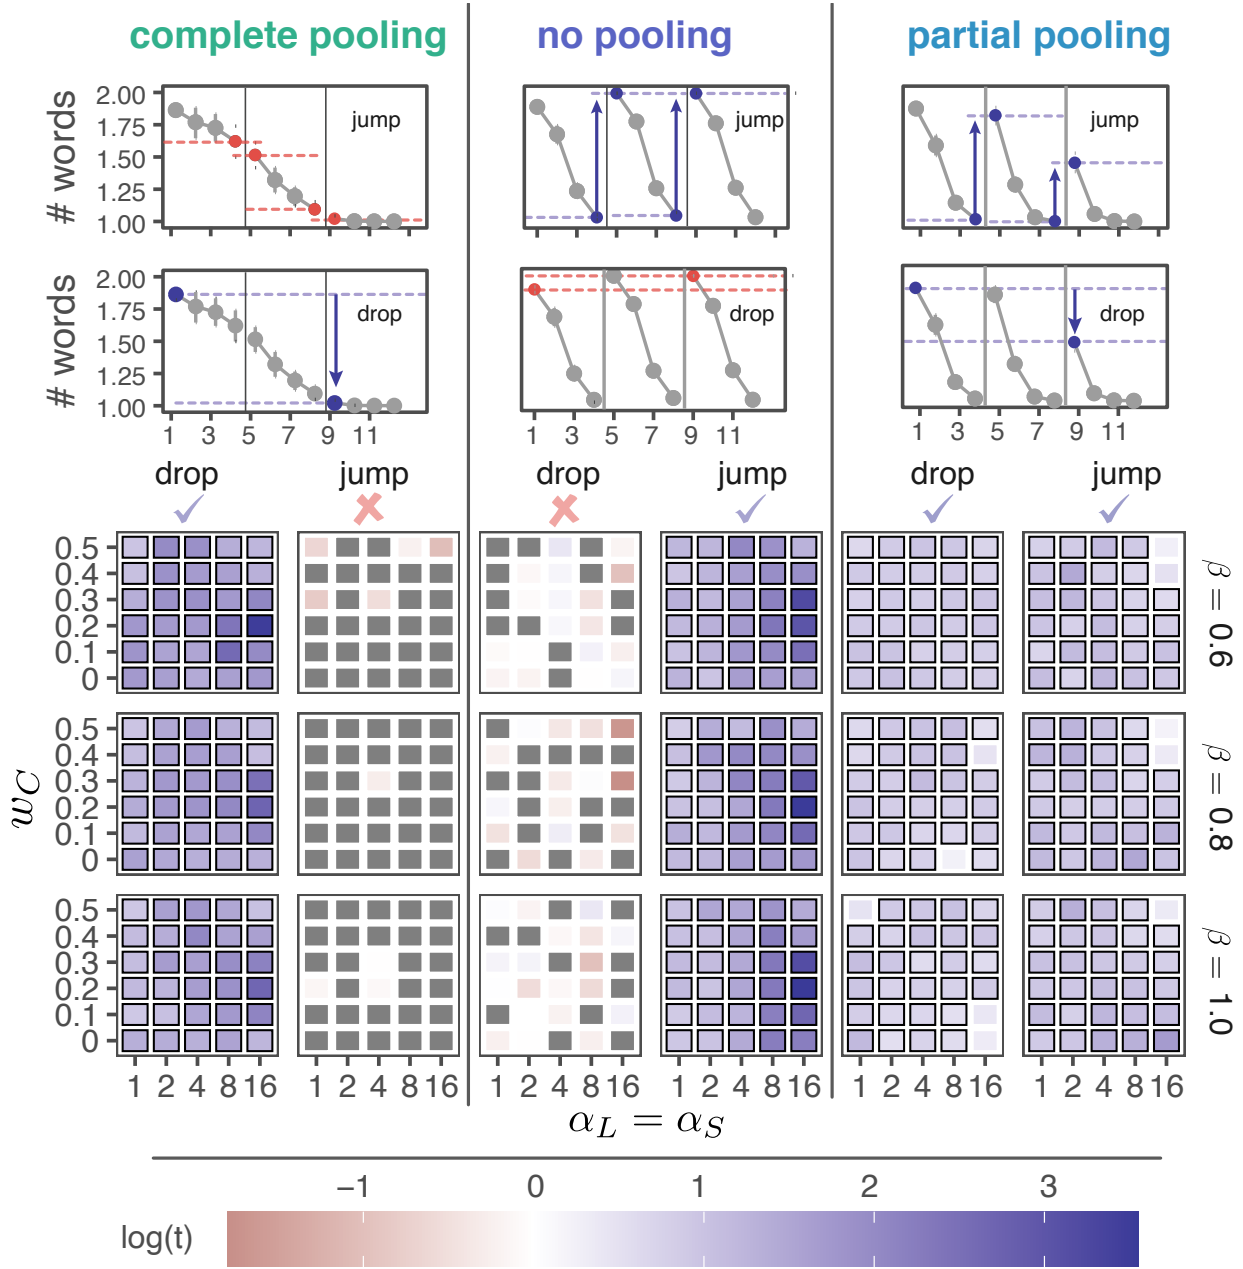 complete pooling
no pooling
partial pooling
# words
2.00
1.75
1.50
1.25
1.00
jump
jump
jump
# words
2.00
1.75
1.50
1.25
1.00
drop
drop
drop
1 3 5 7 9 11
1 3 5 7 9 11
1 3 5 7 9 11
drop ✓
jump ✗
drop ✗
jump ✓
drop ✓
jump ✓
w_C
0.5
0.4
0.3
0.2
0.1
0
β = 0.6
0.5
0.4
0.3
0.2
0.1
0
β = 0.8
0.5
0.4
0.3
0.2
0.1
0
β = 1.0
1 2 4 8 16
1 2 4 8 16
1 2 4 8 16
1 2 4 8 16
1 2 4 8 16
1 2 4 8 16
α_L = α_S
−1 0 1 2 3
log(t)